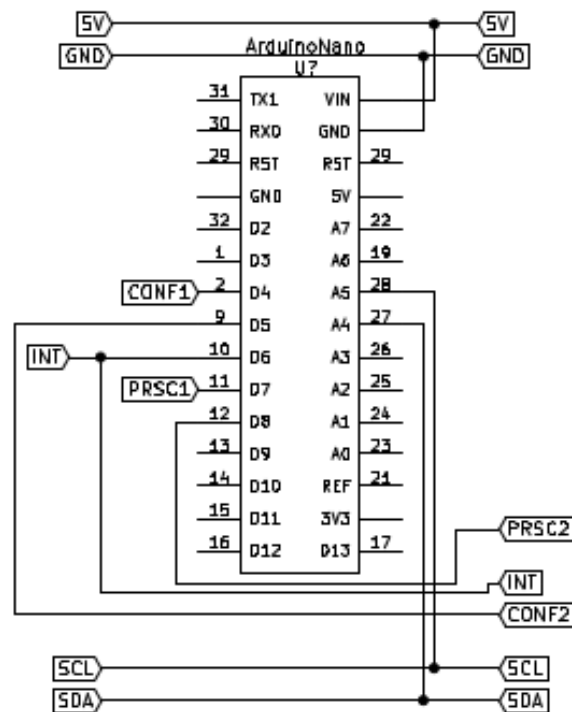 5V 5V
GND ArduinoNano GND
U?
31 TX1 VIN
30 RX0 GND
29 RST RST 29
GND 5V
32 D2 A7 22
1 D3 A6 19
CONF1 2 D4 A5 28
9 D5 A4 27
INT 10 D6 A3 26
PRSC1 11 D7 A2 25
12 D8 A1 24
13 D9 A0 23
14 D10 REF 21
15 D11 3V3
16 D12 D13 17
PRSC2
INT
CONF2
SCL SCL
SDA SDA